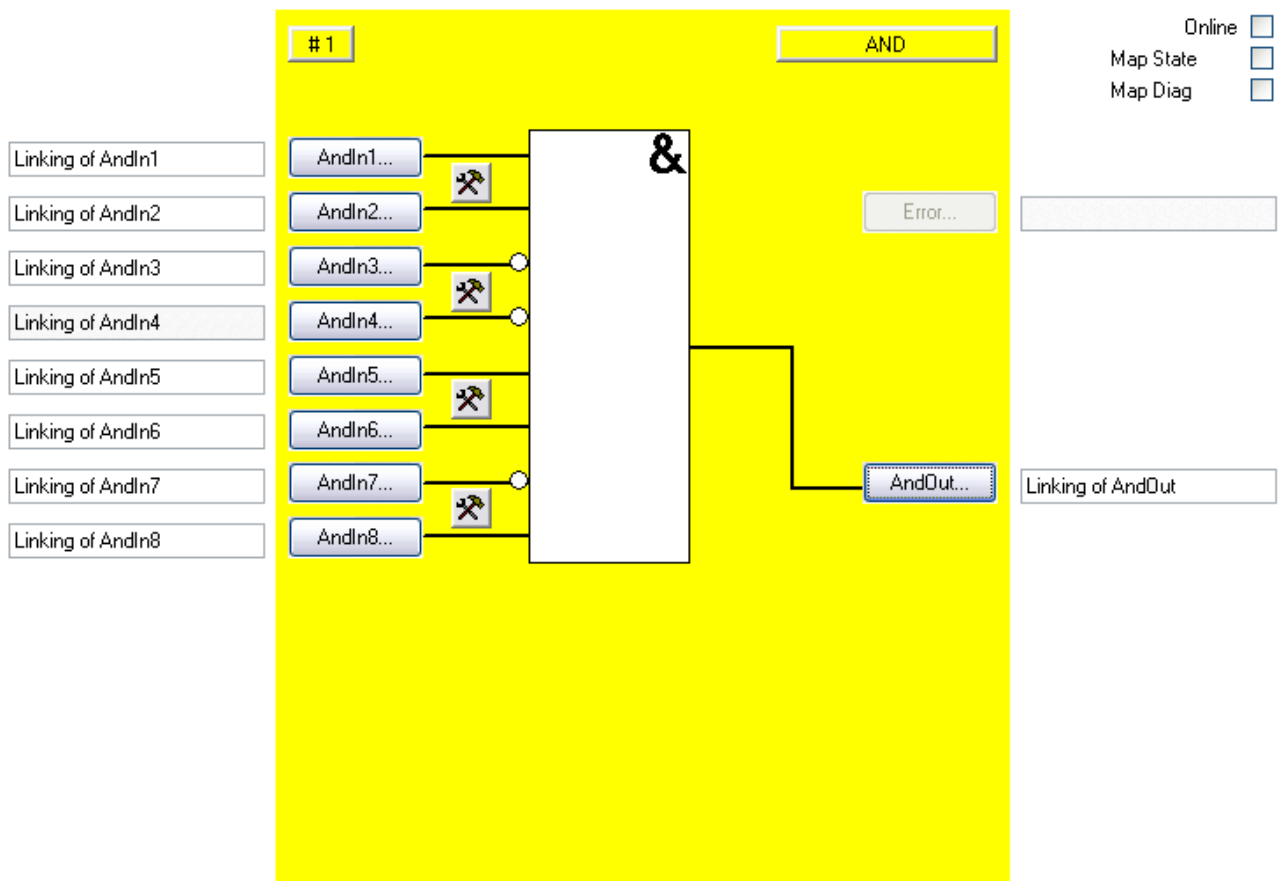 # 1
AND
Online
Map State
Map Diag
&
Linking of AndIn1
AndIn1...
Linking of AndIn2
AndIn2...
Error...
Linking of AndIn3
AndIn3...
Linking of AndIn4
AndIn4...
Linking of AndIn5
AndIn5...
Linking of AndIn6
AndIn6...
Linking of AndIn7
AndIn7...
AndOut...
Linking of AndOut
Linking of AndIn8
AndIn8...